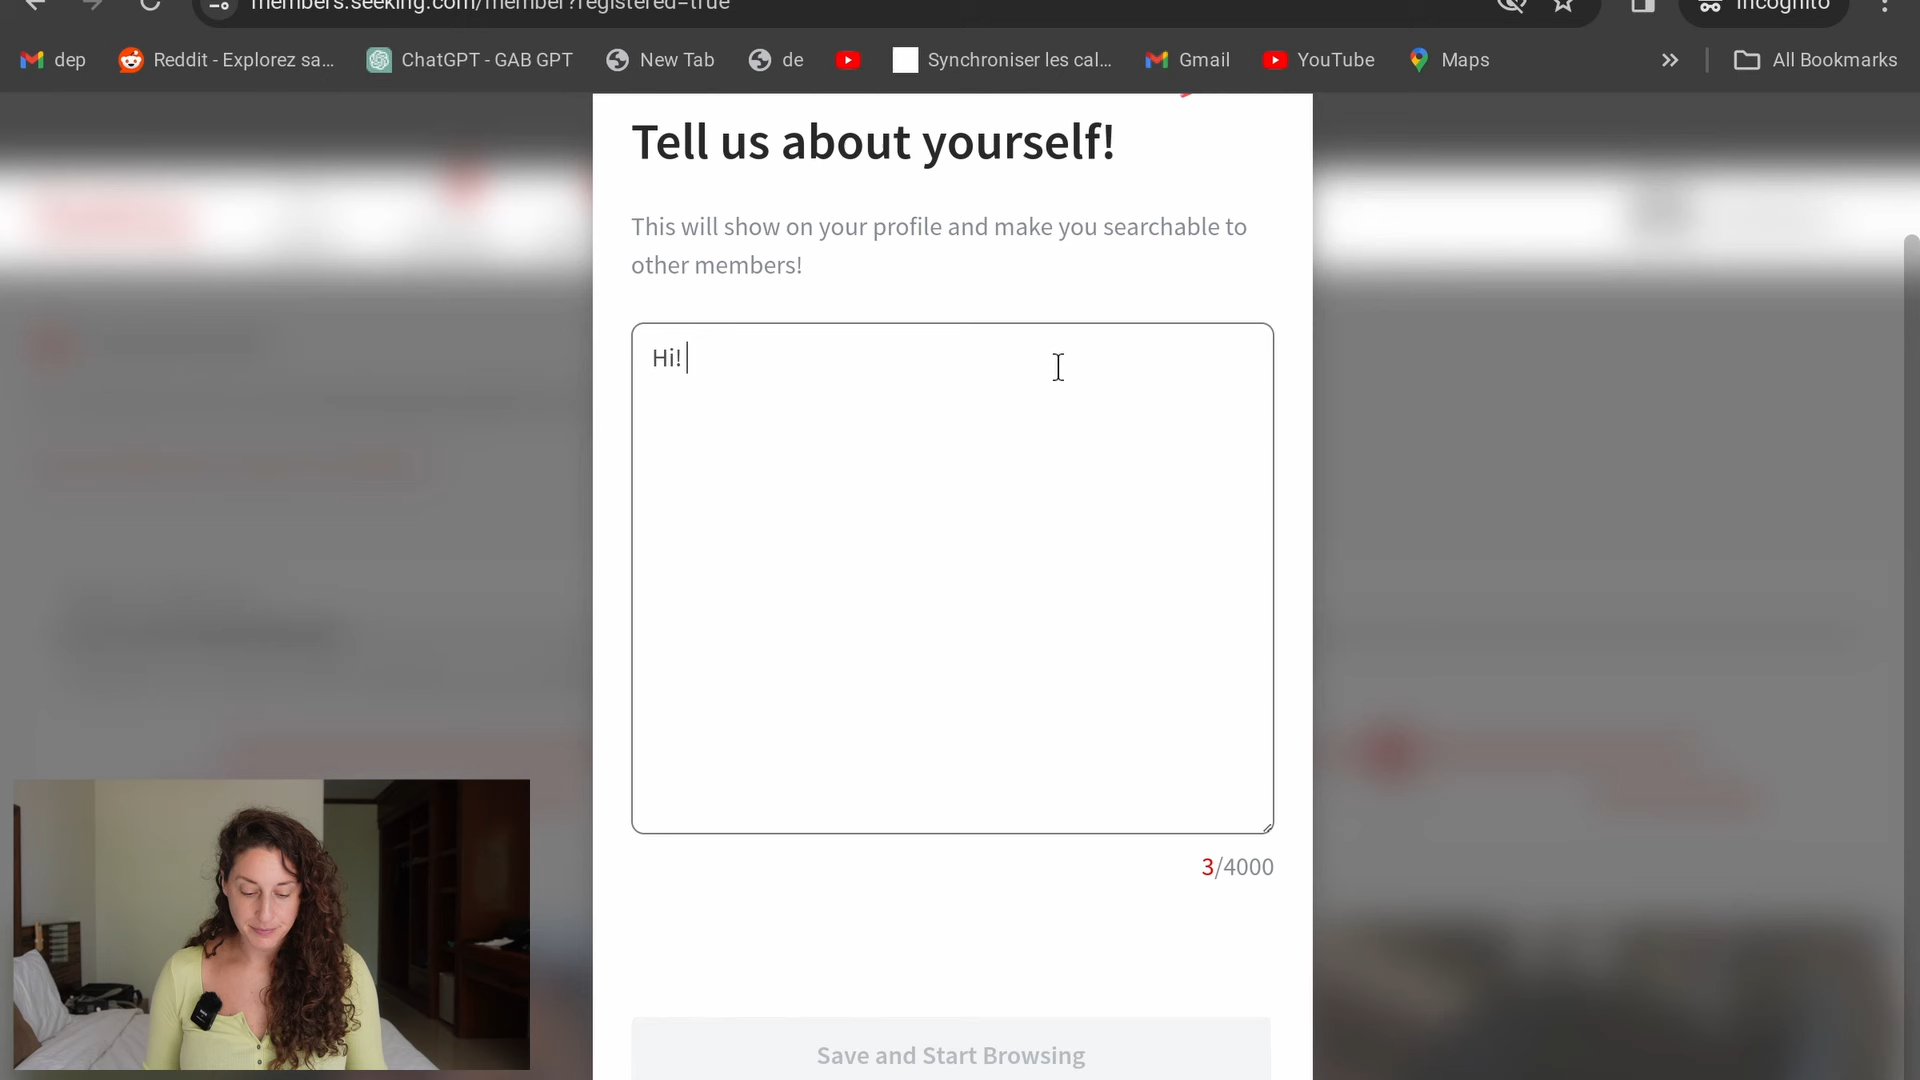 members.seeking.com/member?registered=true
Incognito
dep
Reddit - Explorez sa...
ChatGPT - GAB GPT
New Tab
de
Synchroniser les cal...
Gmail
YouTube
Maps
All Bookmarks
Tell us about yourself!
This will show on your profile and make you searchable to
other members!
Hi!
3/4000
Save and Start Browsing